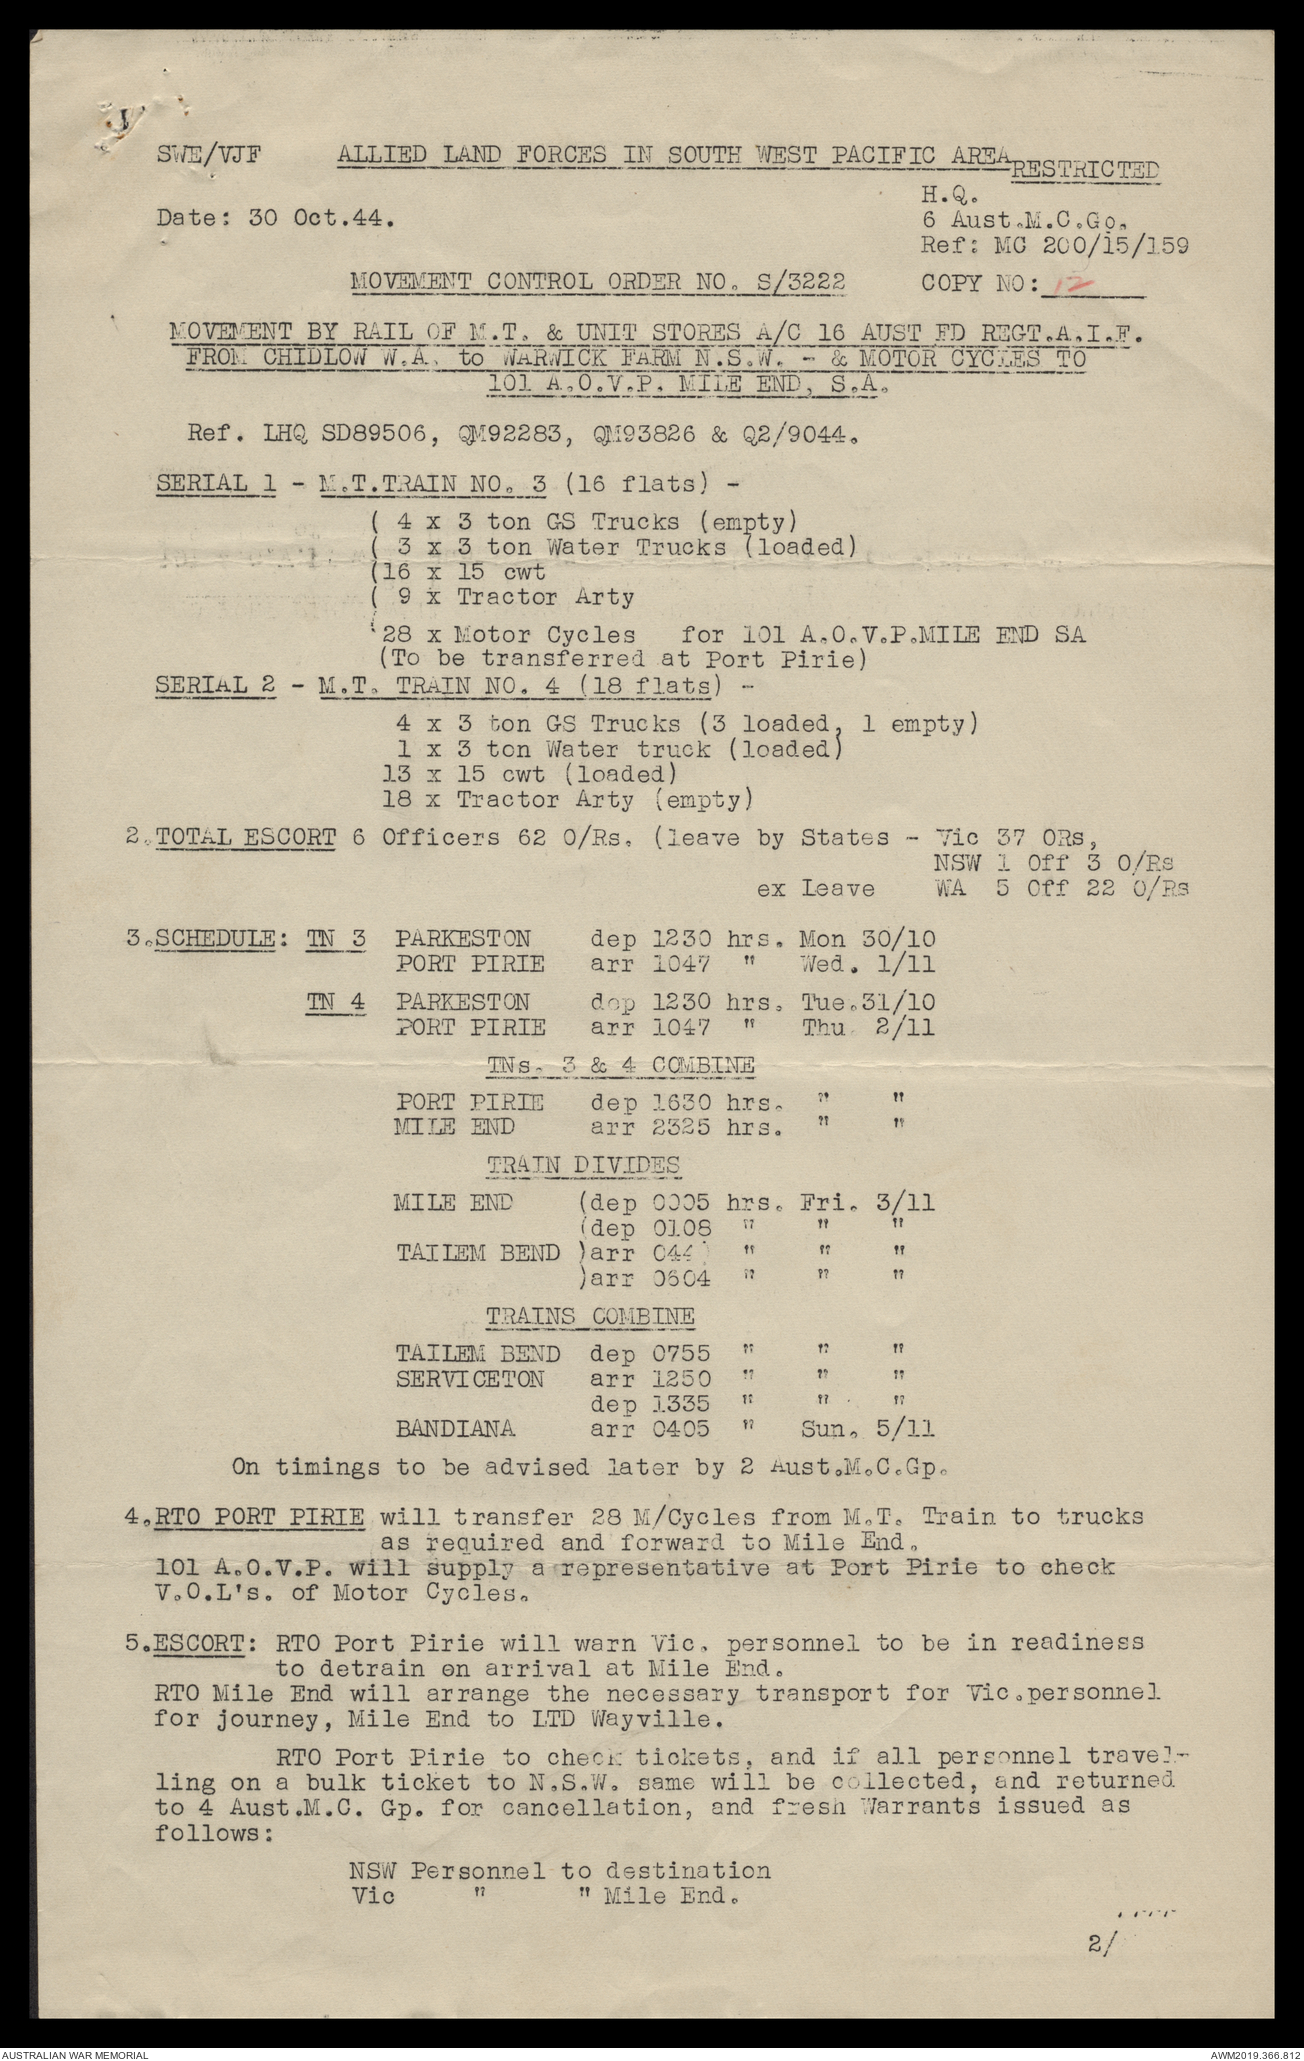 SWE/VJF ALLIED LAND FORCES IN SOUTH WEST PACIFIC AREA
RESTRICTED
H.Q.
Date: 30 Oct.44.
6 Aust.M.C.Gp.
Ref: MC 200/15/159
MOVEMENT CONTROL ORDER NO. S/3222 COPY NO: 12
MOVEMENT BY RAIL OF M.T. & UNIT STORES A/C 16 AUST FD REGT.A.I.F.
FROM CHIDLOW W.A. to WARWICK FARM N.S.W. - & MOTOR CYCLES TO
101 A.O.V.P. MILE END, S.A.
Ref. LHQ SD89506, QM92283, QM93826 & Q2/9044.
SERIAL 1 - M.T.TRAIN NO. 3 (16 flats) -
( 4 x 3 ton GS Trucks (empty)
( 3 x 3 ton Water Trucks (loaded)
(16 x 15 cwt
( 9 x Tractor Arty
(28 x Motor Cycles for 101 A.O.V.P.MILE END SA
(To be transferred at Port Pirie)
SERIAL 2 - M.T. TRAIN NO. 4 (18 flats) -
4 x 3 ton GS Trucks (3 loaded, 1 empty)
1 x 3 ton Water truck (loaded)
13 x 15 cwt (loaded)
18 x Tractor Arty (empty)
2.TOTAL ESCORT 6 Officers 62 O/Rs. (leave by States - Vic 37 ORs,
NSW 1 Off 3 O/Rs
ex Leave WA 5 Off 22 O/Rs
3.SCHEDULE: TN 3 PARKESTON dep 1230 hrs. Mon 30/10
PORT PIRIE arr 1047 " Wed. 1/11
TN 4 PARKESTON dep 1230 hrs. Tue.31/10
PORT PIRIE arr 1047 " Thu 2/11
TNs. 3 & 4 COMBINE
PORT PIRIE dep 1630 hrs. " "
MILE END arr 2325 hrs. " "
TRAIN DIVIDES
MILE END (dep 0005 hrs. Fri. 3/11
(dep 0108 " " "
TAILEM BEND )arr " " "
)arr 0604 " " "
TRAINS COMBINE
TAILEM BEND dep 0755 " " "
SERVICETON arr 1250 " " "
dep 1335 " " "
BANDIANA arr 0405 " Sun. 5/11
On timings to be advised later by 2 Aust.M.C.Gp.
4.RTO PORT PIRIE will transfer 28 M/Cycles from M.T. Train to trucks
as required and forward to Mile End.
101 A.O.V.P. will supply a representative at Port Pirie to check
V.O.L's. of Motor Cycles.
5.ESCORT: RTO Port Pirie will warn Vic. personnel to be in readiness
to detrain on arrival at Mile End.
RTO Mile End will arrange the necessary transport for Vic.personnel
for journey, Mile End to LTD Wayville.
RTO Port Pirie to check tickets, and if all personnel travel-
ling on a bulk ticket to N.S.W. same will be collected, and returned
to 4 Aust.M.C. Gp. for cancellation, and fresh Warrants issued as
follows:
NSW Personnel to destination
Vic " " Mile End.
2/
AUSTRALIAN WAR MEMORIAL
AWM2019.366.812